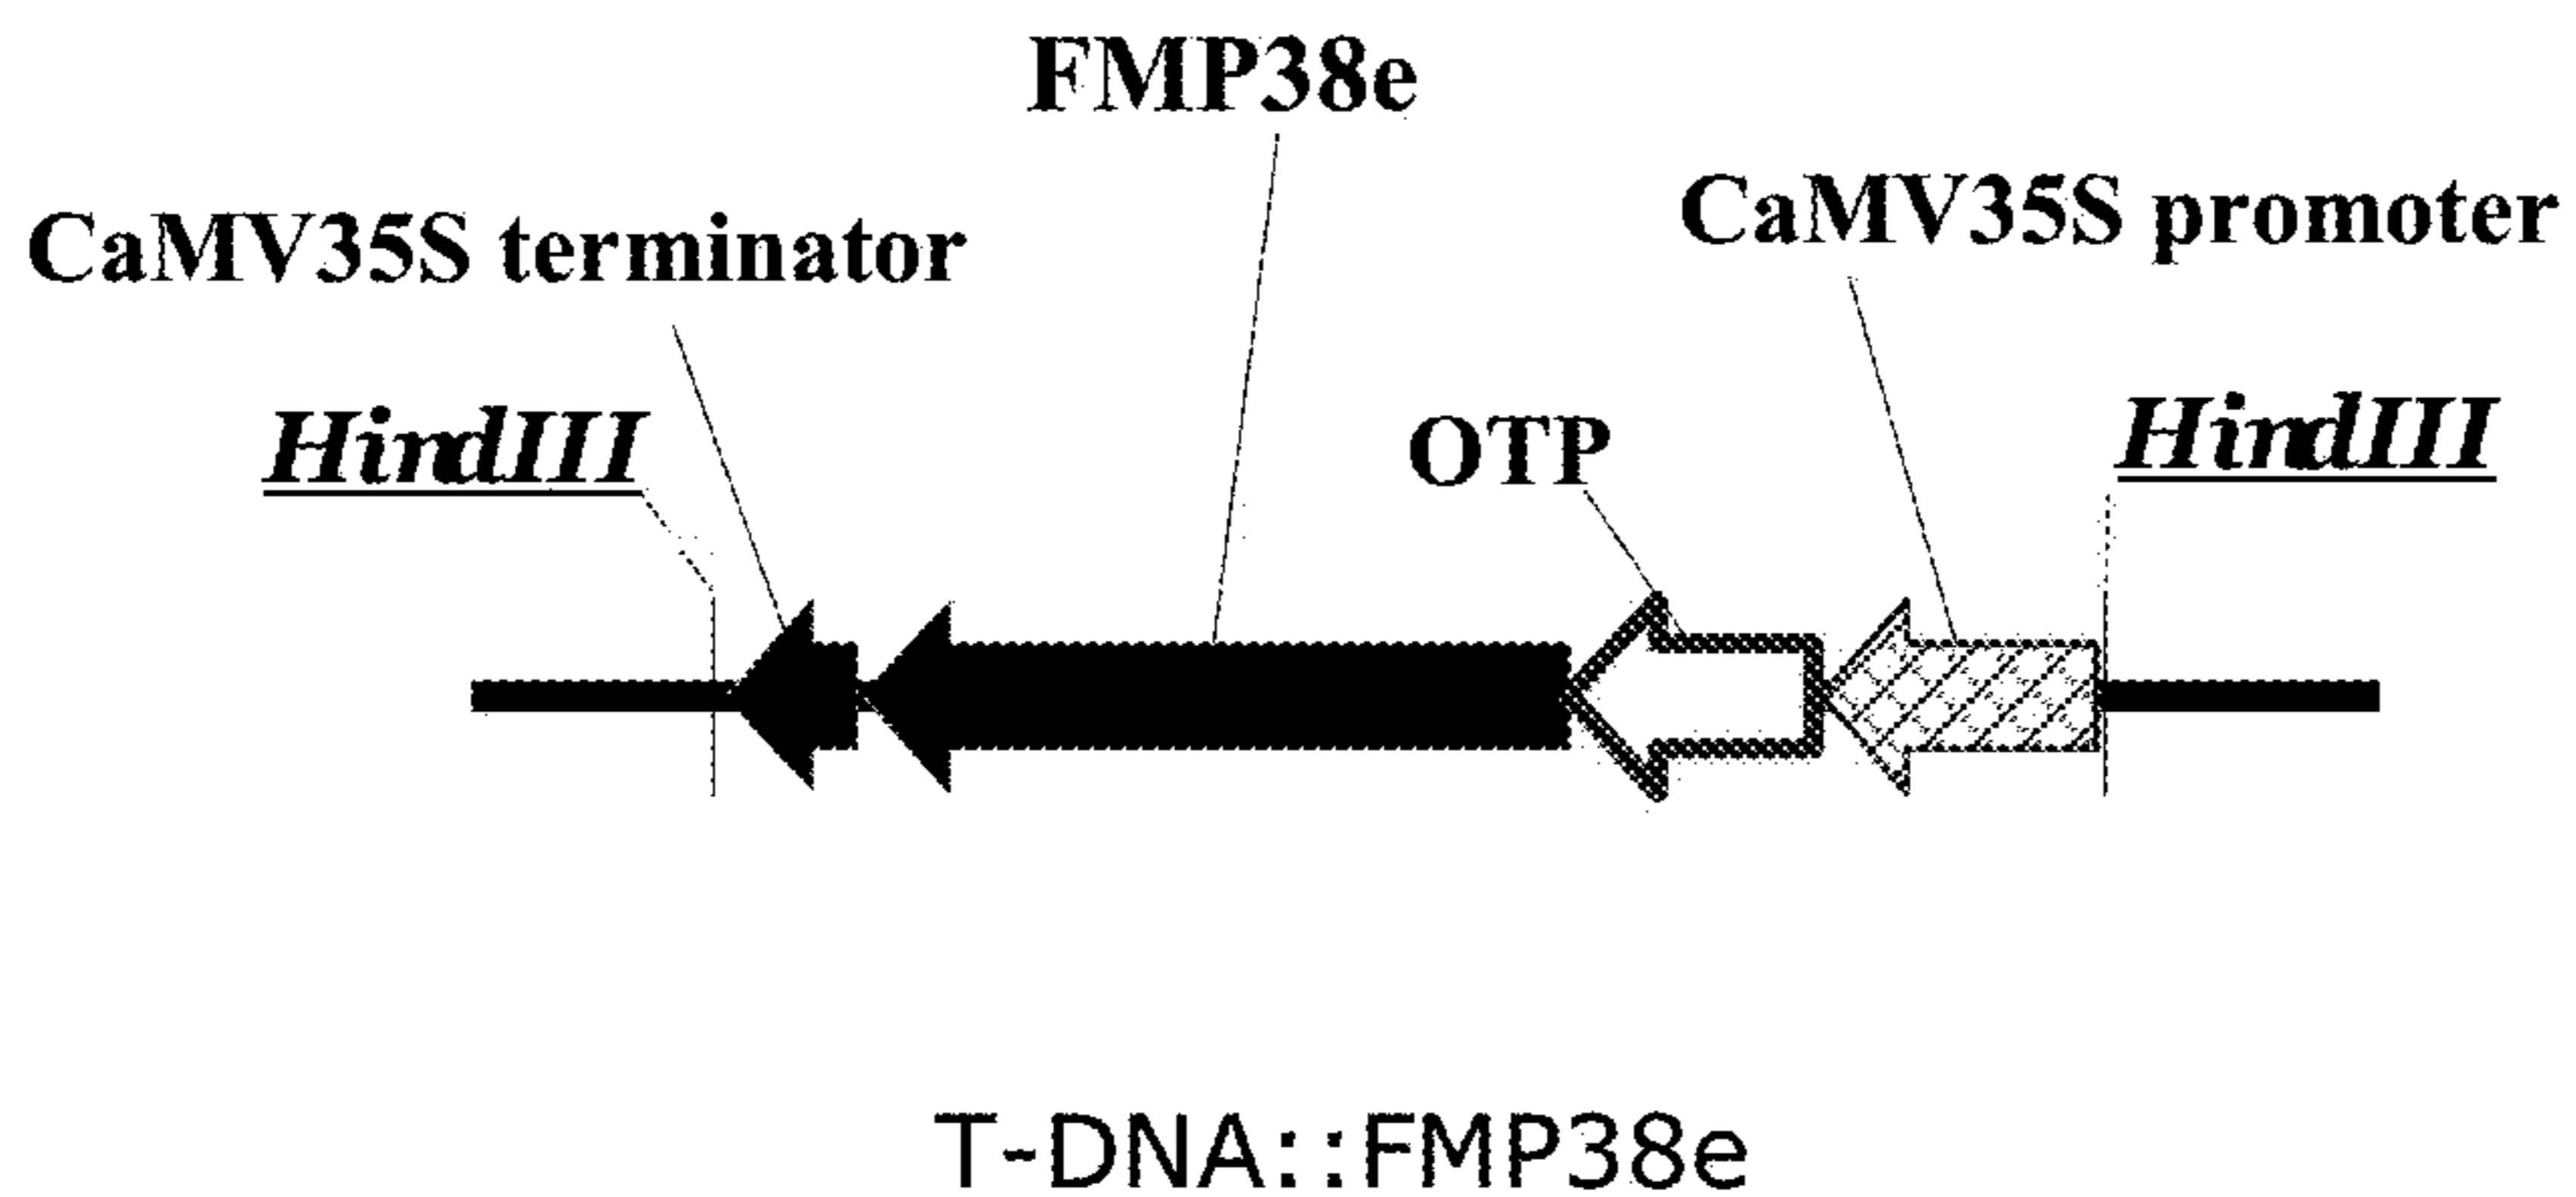 FMP38e
CaMV35S promoter
CaMV35S terminator
HindIII
OTP
HindIII
T-DNA::FMP38e